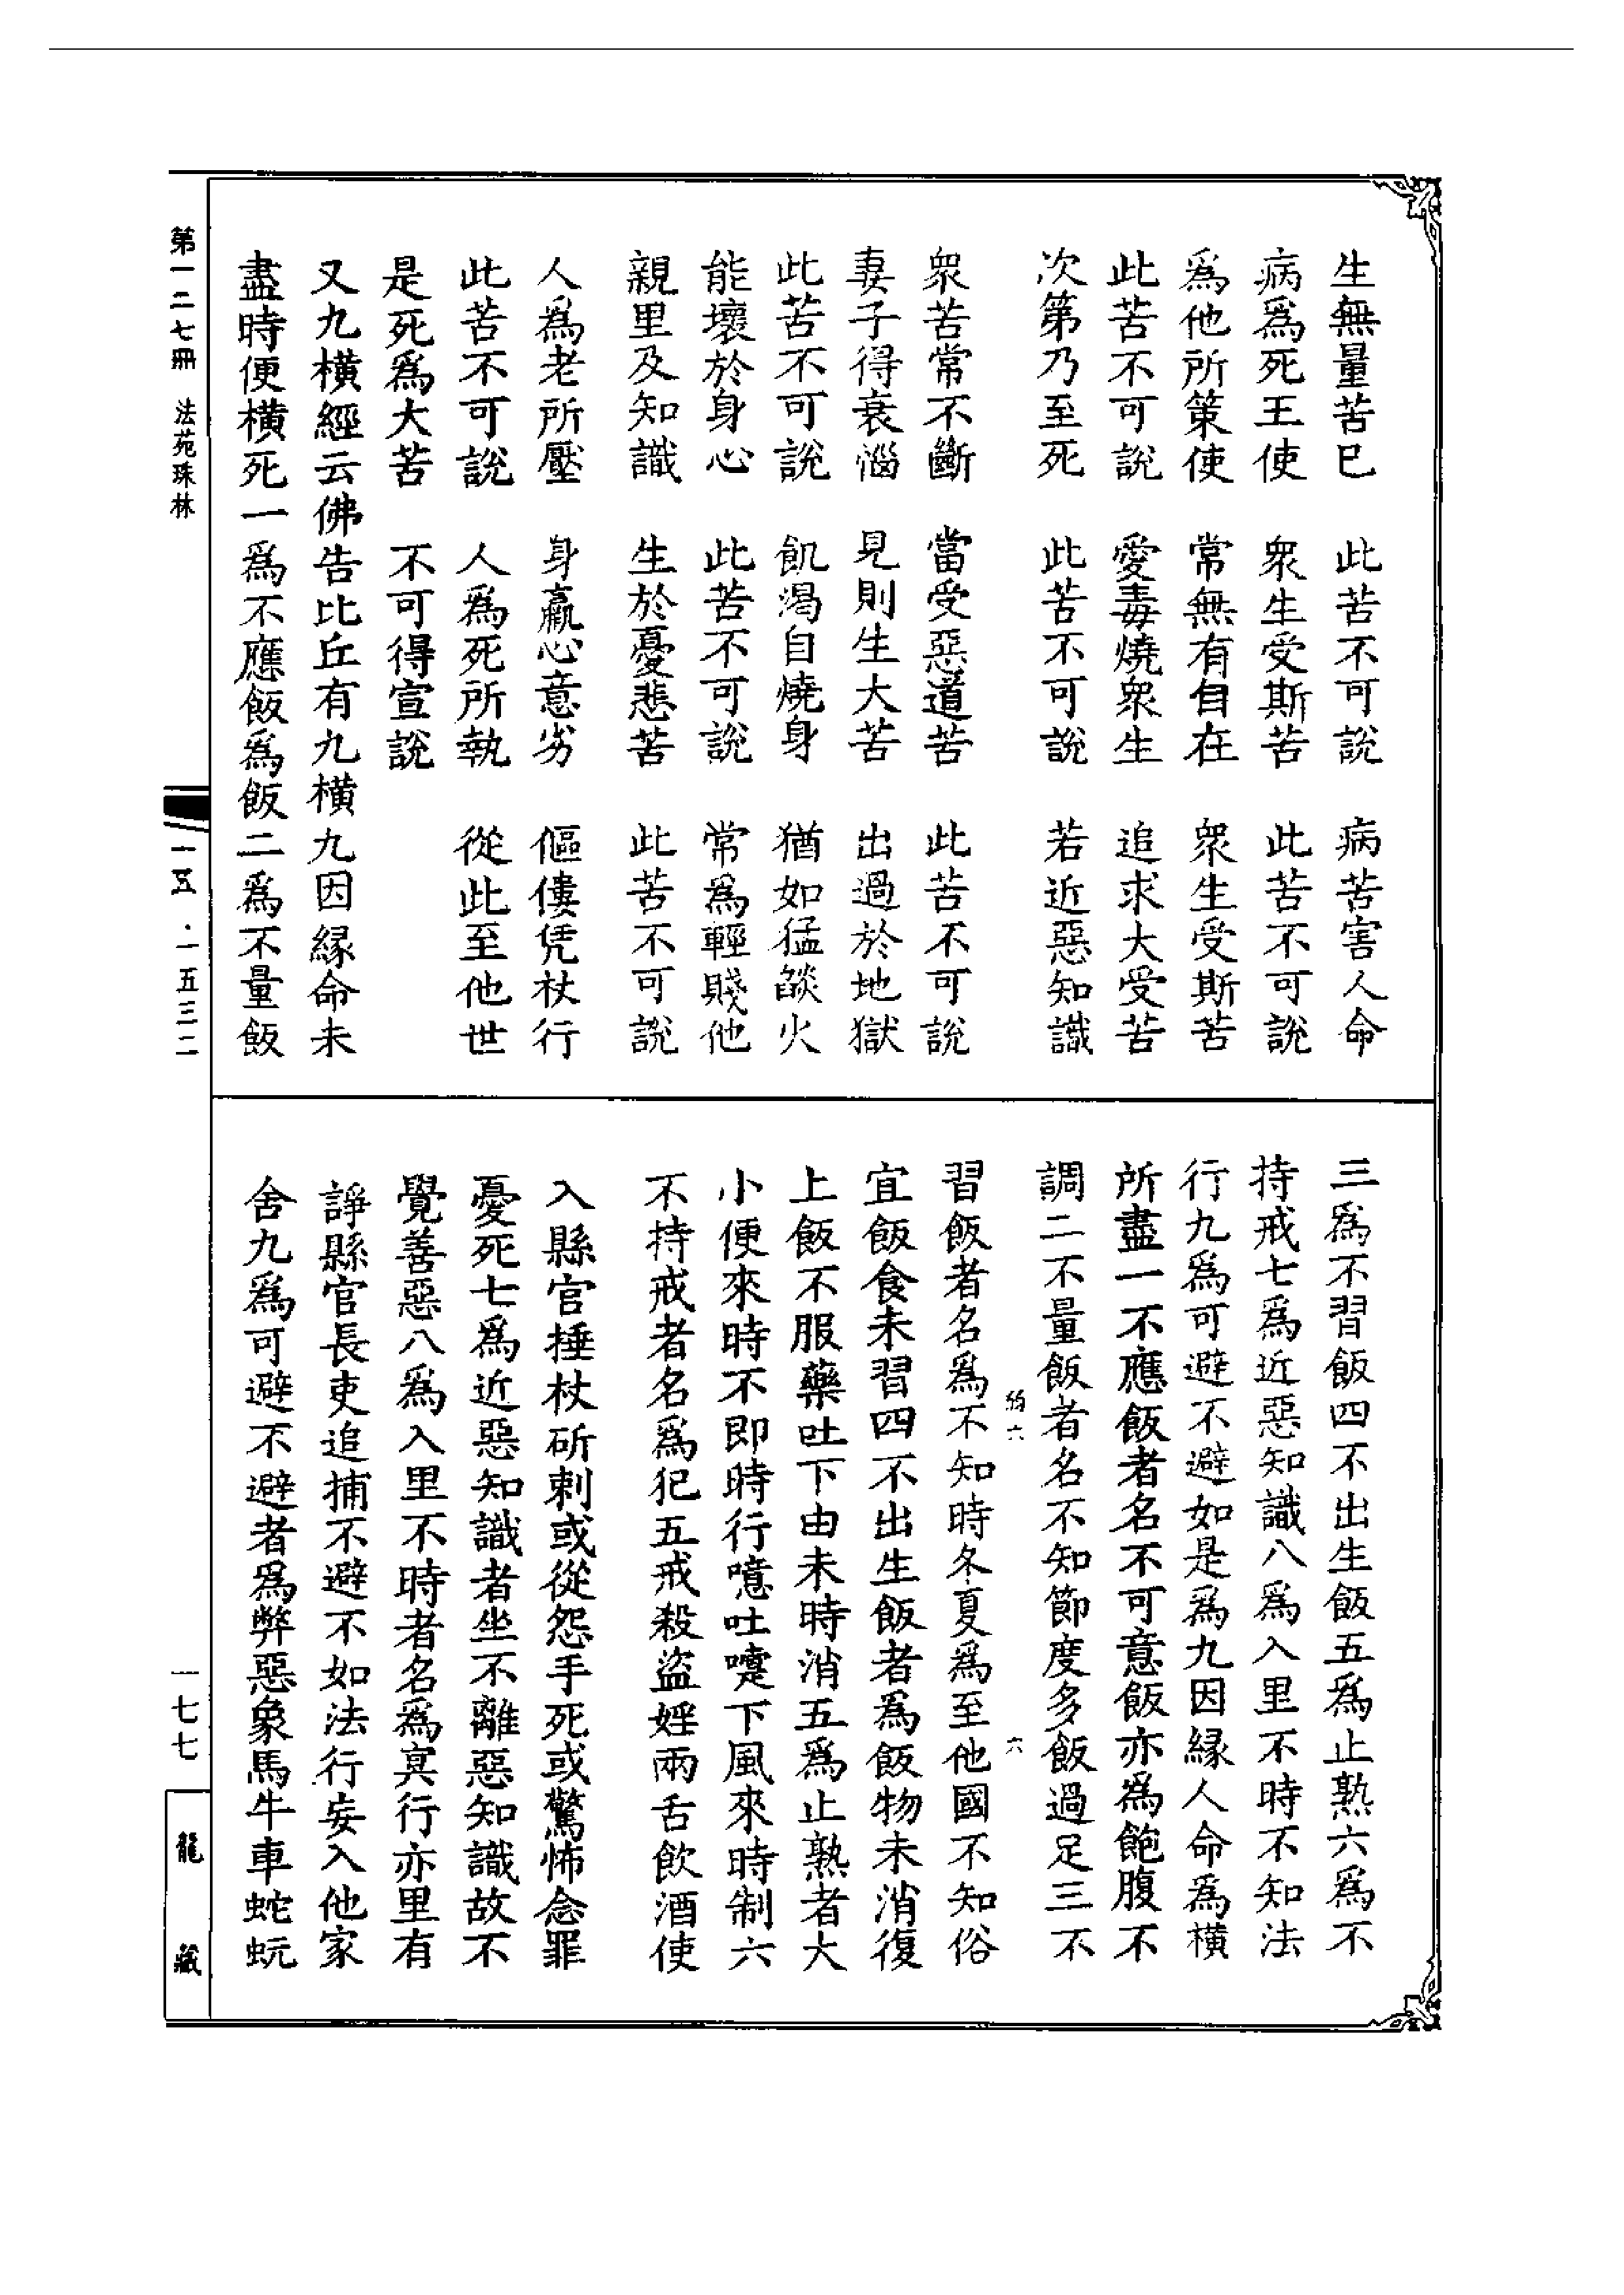 生無量苦已　此苦不可說　病苦害人命
病爲死王使　衆生受斯苦　此苦不可說
爲他所策使　常無有自在　衆生受斯苦
此苦不可說　愛毒燒衆生　追求大受苦
次第乃至死　此苦不可說　若近惡知識
衆苦常不斷　當受惡道苦　此苦不可說
妻子得衰惱　見則生大苦　出過於地獄
此苦不可說　飢渴自燒身　猶如猛燄火
能壞於身心　此苦不可說　常爲輕賤他
親里及知識　生於憂悲苦　此苦不可說
人爲老所壓　身羸心意劣　傴僂凭杖行
此苦不可說　人爲死所執　從此至他世
是死爲大苦　不可得宣說
又九橫經云佛告比丘有九橫九因緣命未
盡時便橫死一爲不應飯爲飯二爲不量飯
三爲不習飯四不出生飯五爲止熟六爲不
持戒七爲近惡知識八爲入里不時不知法
行九爲可避不避如是爲九因緣人命爲橫
所盡一不應飯者名不可意飯亦爲飽腹不
調二不量飯者名不知節度多飯過足三不
六　六
習飯者名爲不知時冬夏爲至他國不知俗
宜飯食未習四不出生飯者爲飯物未消復
上飯不服藥吐下由未時消五爲止熟者大
小便來時不即時行噫吐嚏下風來時制六
不持戒者名爲犯五戒殺盜婬兩舌飲酒使
入縣官捶杖斫刺或從怨手死或驚怖念罪
憂死七爲近惡知識者坐不離惡知識故不
覺善惡八爲入里不時者名爲冥行亦里有
諍縣官長吏追捕不避不如法行妄入他家
舍九爲可避不避者爲弊惡象馬牛車蛇蚖
第一二七冊　法苑珠林
一五·一五三二
一七七
龍藏